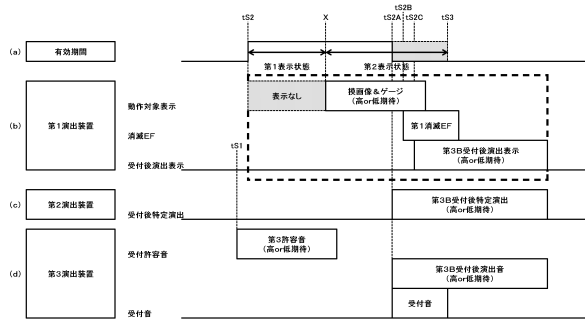 tS2B
tS2
X
tS2A
tS2C
tS3
(a)
有効期間
第1表示状態
第2表示状態
(b)
第1演出装置
動作対象表示
表示なし
換画像&ゲージ
(高or低期待)
消滅EF
第1消滅EF
受付後演出表示
第3B受付後演出表示
(高or低期待)
tS1
(c)
第2演出装置
受付後特定演出
第3B受付後特定演出
(高or低期待)
(d)
第3演出装置
受付許容音
第3許容音
(高or低期待)
第3B受付後演出音
(高or低期待)
受付音
受付音